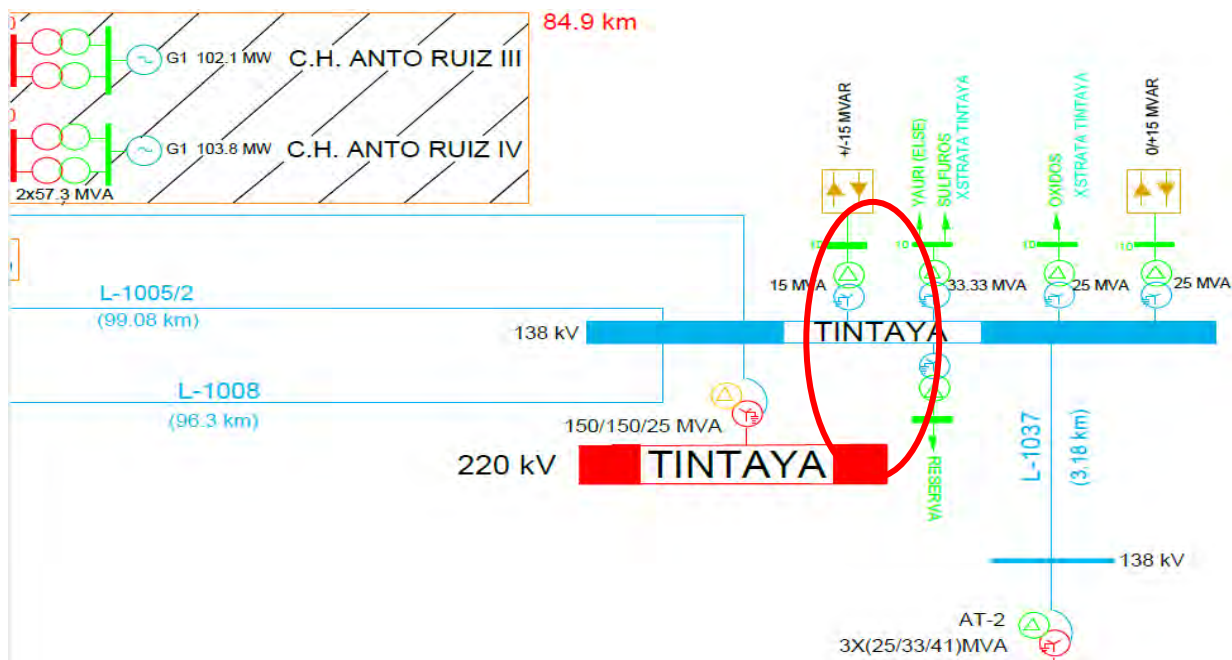 84.9 km
G1 102.1 MW C.H. ANTO RUIZ III
G1 103.8 MW C.H. ANTO RUIZ IV
2x57.3 MVA
+/-15 MVAR
YAURI (ELSE)
SULFUROS
XSTRATA TINTAYA
OXIDOS
XSTRATA TINTAYA
0/+15 MVAR
10
10
10
10
15 MVA
33.33 MVA
25 MVA
25 MVA
L-1005/2
(99.08 km)
138 kV
TINTAYA
L-1008
(96.3 km)
150/150/25 MVA
220 kV
TINTAYA
RESERVA
L-1037
(3.18 km)
138 kV
AT-2
3X(25/33/41)MVA